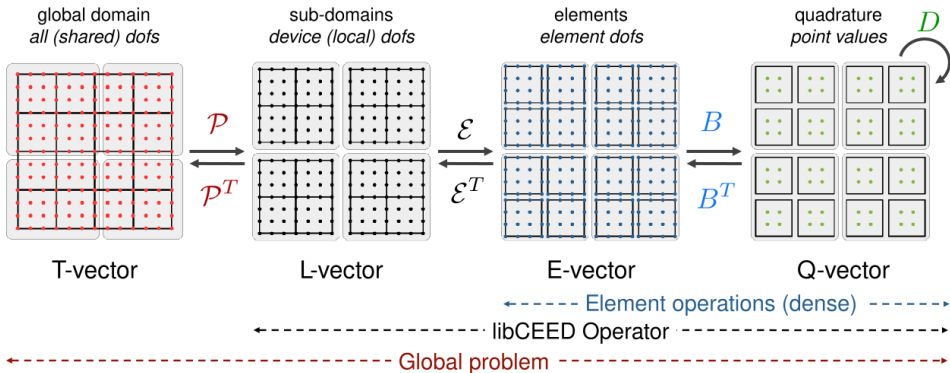 global domain
all (shared) dofs
sub-domains
device (local) dofs
elements
element dofs
quadrature
point values
D
𝒫
𝒫ᵀ
ℰ
ℰᵀ
B
Bᵀ
T-vector
L-vector
E-vector
Q-vector
Element operations (dense)
libCEED Operator
Global problem